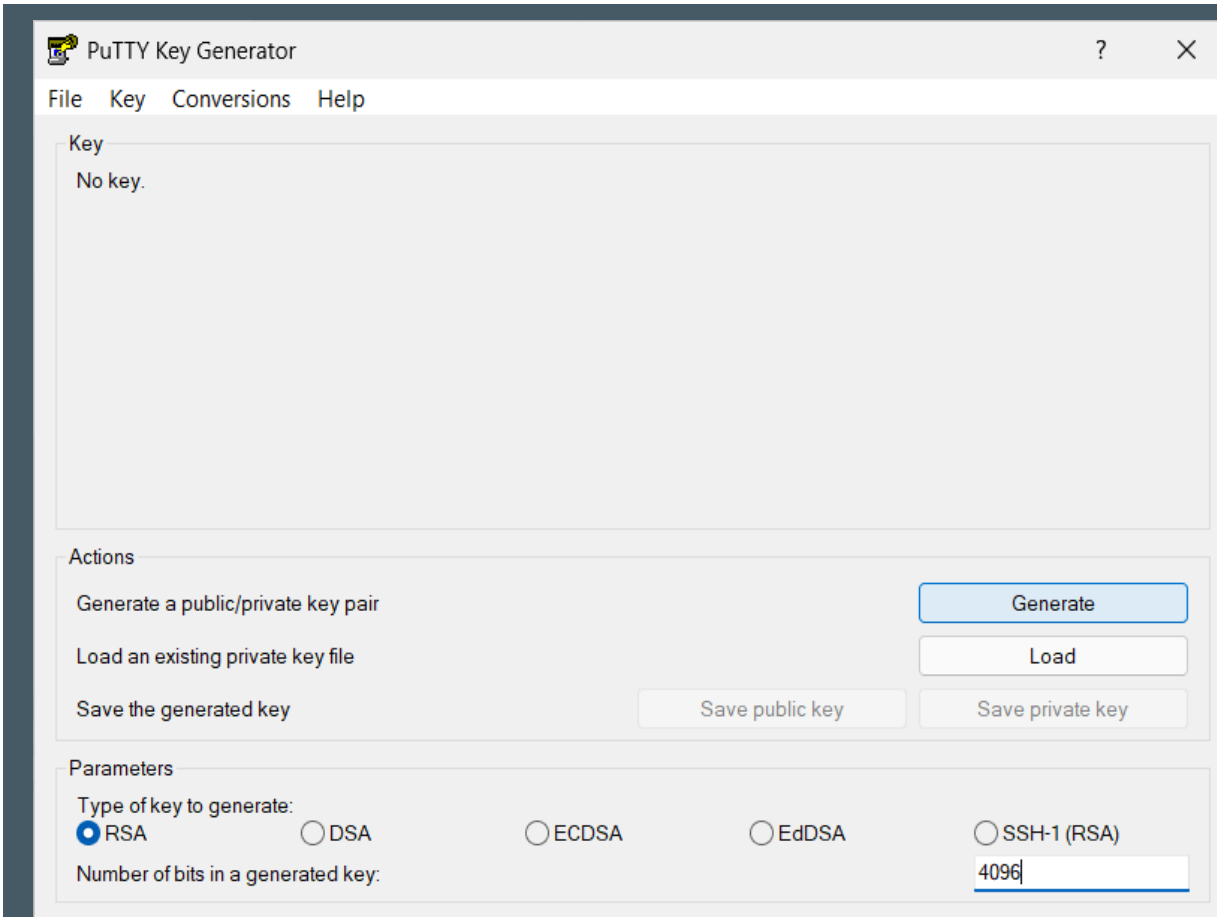 PuTTY Key Generator ?
File Key Conversions Help
Key
No key.
Actions
Generate a public/private key pair Generate
Load an existing private key file Load
Save the generated key Save public key Save private key
Parameters
Type of key to generate:
RSA DSA ECDSA EdDSA SSH-1 (RSA)
Number of bits in a generated key: 4096